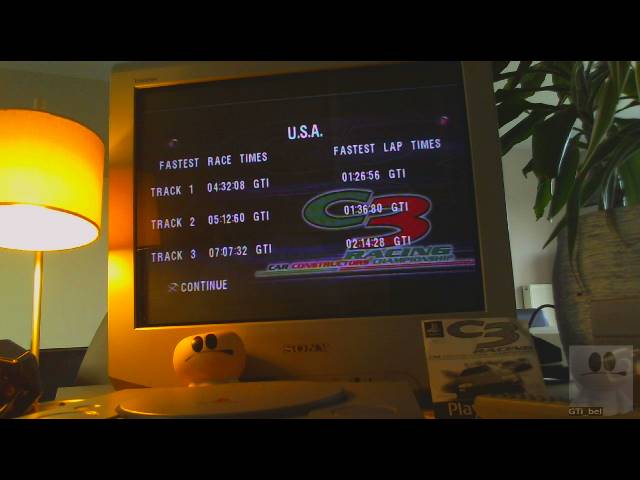 U.S.A.
FASTEST RACE TIMES
FASTEST LAP TIMES
TRACK 1 04:32:08 GTI
01:26:56 GTI
TRACK 2 05:12:60 GTI
01:36:80 GTI
TRACK 3 07:07:32 GTI
02:14:28 GTI
C3
RACING
CAR CONSTRUCTORS CHAMPIONSHIP
CONTINUE
SONY
C3
RACING
Pla
GTi_bel